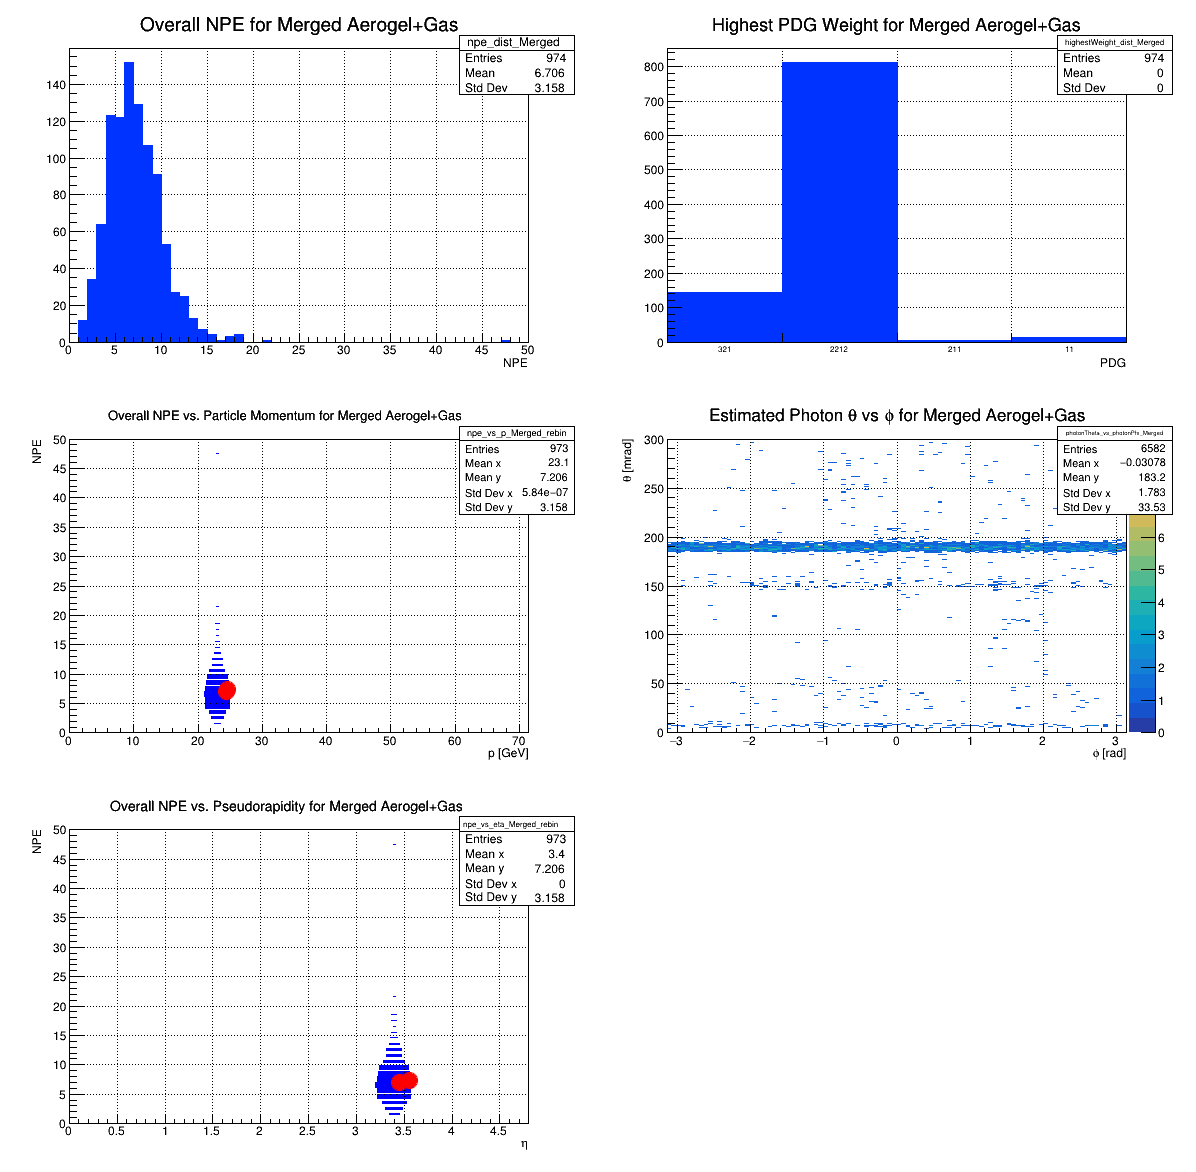 Overall NPE for Merged Aerogel+Gas
npe_dist_Merged
Entries 974
Mean 6.706
Std Dev 3.158
140
120
100
80
60
40
20
0
0 5 10 15 20 25 30 35 40 45 50
NPE
Highest PDG Weight for Merged Aerogel+Gas
highestWeight_dist_Merged
Entries 974
Mean 0
Std Dev 0
800
700
600
500
400
300
200
100
0
321 2212 211 11
PDG
Overall NPE vs. Particle Momentum for Merged Aerogel+Gas
npe_vs_p_Merged_rebin
Entries 973
Mean x 23.1
Mean y 7.206
Std Dev x 5.84e−07
Std Dev y 3.158
NPE
50
45
40
35
30
25
20
15
10
5
0
0 10 20 30 40 50 60 70
p [GeV]
Estimated Photon θ vs ϕ for Merged Aerogel+Gas
photonTheta_vs_photonPhi_Merged
Entries 6582
Mean x −0.03078
Mean y 183.2
Std Dev x 1.783
Std Dev y 33.53
θ [mrad]
300
250
200
150
100
50
0
−3 −2 −1 0 1 2 3
ϕ [rad]
6
5
4
3
2
1
0
Overall NPE vs. Pseudorapidity for Merged Aerogel+Gas
npe_vs_eta_Merged_rebin
Entries 973
Mean x 3.4
Mean y 7.206
Std Dev x 0
Std Dev y 3.158
NPE
50
45
40
35
30
25
20
15
10
5
0
0 0.5 1 1.5 2 2.5 3 3.5 4 4.5
η